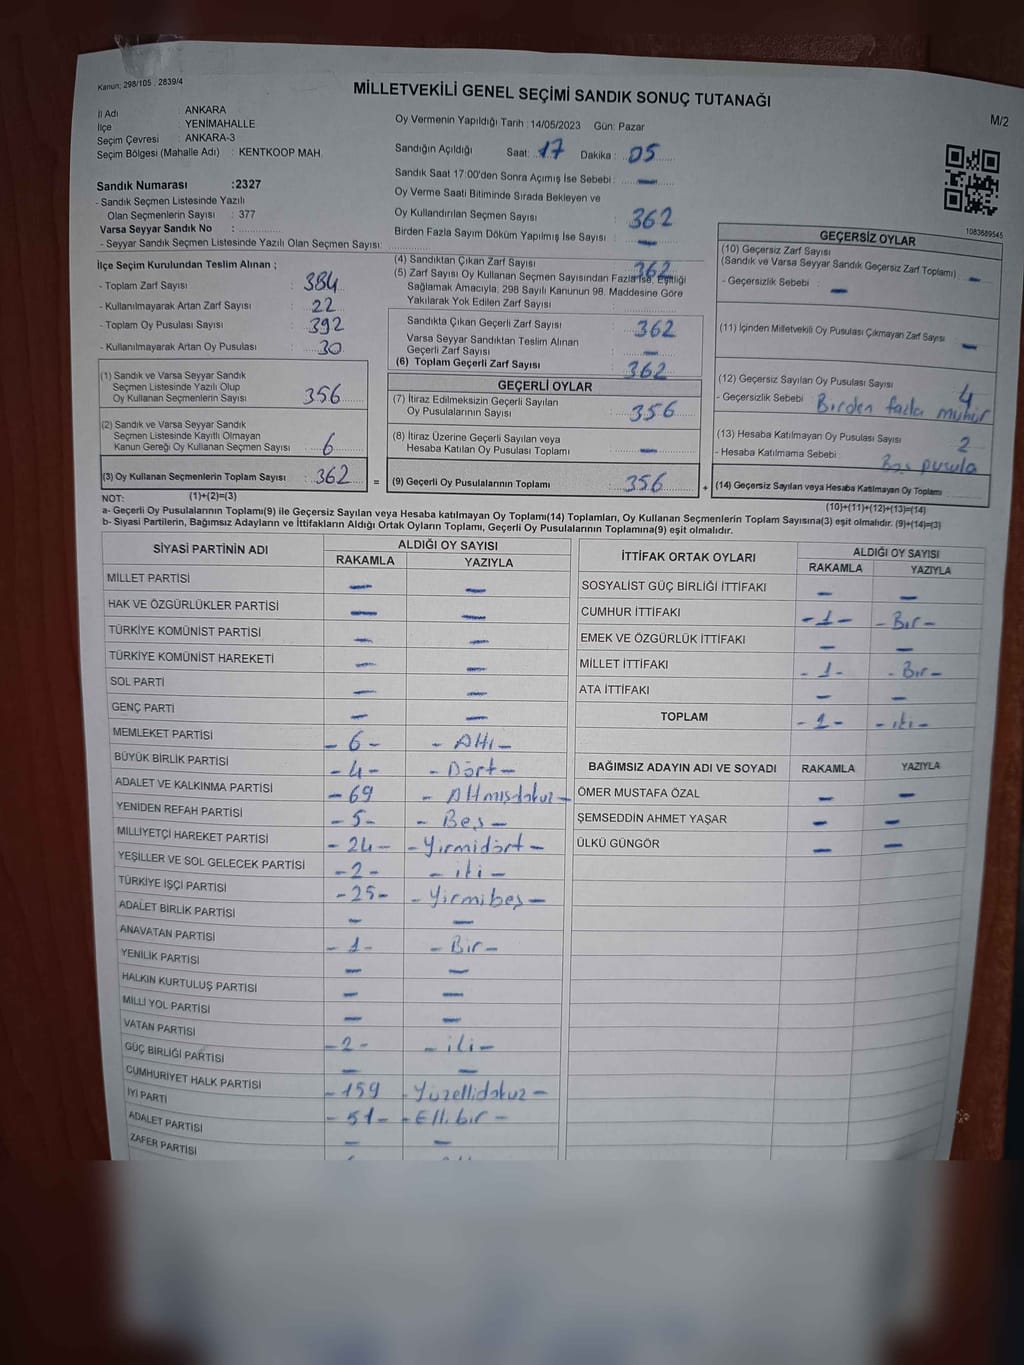 Kanun: 298/105 , 2839/4
MİLLETVEKİLİ GENEL SEÇİMİ SANDIK SONUÇ TUTANAĞI
M/2
İl Adı : ANKARA
İlçe : YENİMAHALLE
Seçim Çevresi : ANKARA-3
Seçim Bölgesi (Mahalle Adı) : KENTKOOP MAH.
Oy Vermenin Yapıldığı Tarih : 14/05/2023 Gün: Pazar
Sandığın Açıldığı Saat: 17 Dakika : 05
Sandık Saat 17:00'den Sonra Açımış İse Sebebi : —
Oy Verme Saati Bitiminde Sırada Bekleyen ve
Oy Kullandırılan Seçmen Sayısı : 362
Birden Fazla Sayım Döküm Yapılmış İse Sayısı : —
Sandık Numarası :2327
- Sandık Seçmen Listesinde Yazılı
Olan Seçmenlerin Sayısı : 377
Varsa Seyyar Sandık No :
- Seyyar Sandık Seçmen Listesinde Yazılı Olan Seçmen Sayısı:
1083689545
İlçe Seçim Kurulundan Teslim Alınan ;
- Toplam Zarf Sayısı : 384
- Kullanılmayarak Artan Zarf Sayısı : 22
- Toplam Oy Pusulası Sayısı : 392
- Kullanılmayarak Artan Oy Pusulası : 30
(1) Sandık ve Varsa Seyyar Sandık
Seçmen Listesinde Yazılı Olup
Oy Kullanan Seçmenlerin Sayısı : 356
(2) Sandık ve Varsa Seyyar Sandık
Seçmen Listesinde Kayıtlı Olmayan
Kanun Gereği Oy Kullanan Seçmen Sayısı : 6
(3) Oy Kullanan Seçmenlerin Toplam Sayısı : 362
(4) Sandıktan Çıkan Zarf Sayısı : 362
(5) Zarf Sayısı Oy Kullanan Seçmen Sayısından Fazla İse, Eşitliği
Sağlamak Amacıyla, 298 Sayılı Kanunun 98. Maddesine Göre
Yakılarak Yok Edilen Zarf Sayısı :
Sandıkta Çıkan Geçerli Zarf Sayısı : 362
Varsa Seyyar Sandıktan Teslim Alınan
Geçerli Zarf Sayısı : —
(6) Toplam Geçerli Zarf Sayısı : 362
GEÇERLİ OYLAR
(7) İtiraz Edilmeksizin Geçerli Sayılan
Oy Pusulalarının Sayısı : 356
(8) İtiraz Üzerine Geçerli Sayılan veya
Hesaba Katılan Oy Pusulası Toplamı : —
= (9) Geçerli Oy Pusulalarının Toplamı : 356
GEÇERSİZ OYLAR
(10) Geçersiz Zarf Sayısı
(Sandık ve Varsa Seyyar Sandık Geçersiz Zarf Toplamı) : —
- Geçersizlik Sebebi : —
(11) İçinden Milletvekili Oy Pusulası Çıkmayan Zarf Sayısı : —
(12) Geçersiz Sayılan Oy Pusulası Sayısı : 4
- Geçersizlik Sebebi : Birden fazla mühür
(13) Hesaba Katılmayan Oy Pusulası Sayısı : 2
- Hesaba Katılmama Sebebi : Boş pusula
+ (14) Geçersiz Sayılan veya Hesaba Katılmayan Oy Toplamı
NOT: (1)+(2)=(3)
(10)+(11)+(12)+(13)=(14)
a- Geçerli Oy Pusulalarının Toplamı(9) ile Geçersiz Sayılan veya Hesaba katılmayan Oy Toplamı(14) Toplamları, Oy Kullanan Seçmenlerin Toplam Sayısına(3) eşit olmalıdır. (9)+(14)=(3)
b- Siyasi Partilerin, Bağımsız Adayların ve İttifakların Aldığı Ortak Oyların Toplamı, Geçerli Oy Pusulalarının Toplamına(9) eşit olmalıdır.
SİYASİ PARTİNİN ADI ALDIĞI OY SAYISI
RAKAMLA YAZIYLA
MİLLET PARTİSİ — —
HAK VE ÖZGÜRLÜKLER PARTİSİ — —
TÜRKİYE KOMÜNİST PARTİSİ — —
TÜRKİYE KOMÜNİST HAREKETİ — —
SOL PARTİ — —
GENÇ PARTİ — —
MEMLEKET PARTİSİ - 6 - - Altı -
BÜYÜK BİRLİK PARTİSİ - 4 - - Dört -
ADALET VE KALKINMA PARTİSİ - 69 - Altmışdokuz -
YENİDEN REFAH PARTİSİ - 5 - - Beş -
MİLLİYETÇİ HAREKET PARTİSİ - 24 - - Yirmidört -
YEŞİLLER VE SOL GELECEK PARTİSİ - 2 - - iki -
TÜRKİYE İŞÇİ PARTİSİ - 25 - - Yirmibeş -
ADALET BİRLİK PARTİSİ — —
ANAVATAN PARTİSİ - 1 - - Bir -
YENİLİK PARTİSİ — —
HALKIN KURTULUŞ PARTİSİ — —
MİLLİ YOL PARTİSİ — —
VATAN PARTİSİ - 2 - - iki -
GÜÇ BİRLİĞİ PARTİSİ — —
CUMHURİYET HALK PARTİSİ - 159 - Yüzellidokuz -
İYİ PARTİ - 51 - - Ellibir -
ADALET PARTİSİ — —
ZAFER PARTİSİ
İTTİFAK ORTAK OYLARI ALDIĞI OY SAYISI
RAKAMLA YAZIYLA
SOSYALİST GÜÇ BİRLİĞİ İTTİFAKI — —
CUMHUR İTTİFAKI - 1 - - Bir -
EMEK VE ÖZGÜRLÜK İTTİFAKI — —
MİLLET İTTİFAKI - 1 - - Bir -
ATA İTTİFAKI — —
TOPLAM - 1 - - iki -
BAĞIMSIZ ADAYIN ADI VE SOYADI RAKAMLA YAZIYLA
ÖMER MUSTAFA ÖZAL — —
ŞEMSEDDİN AHMET YAŞAR — —
ÜLKÜ GÜNGÖR — —